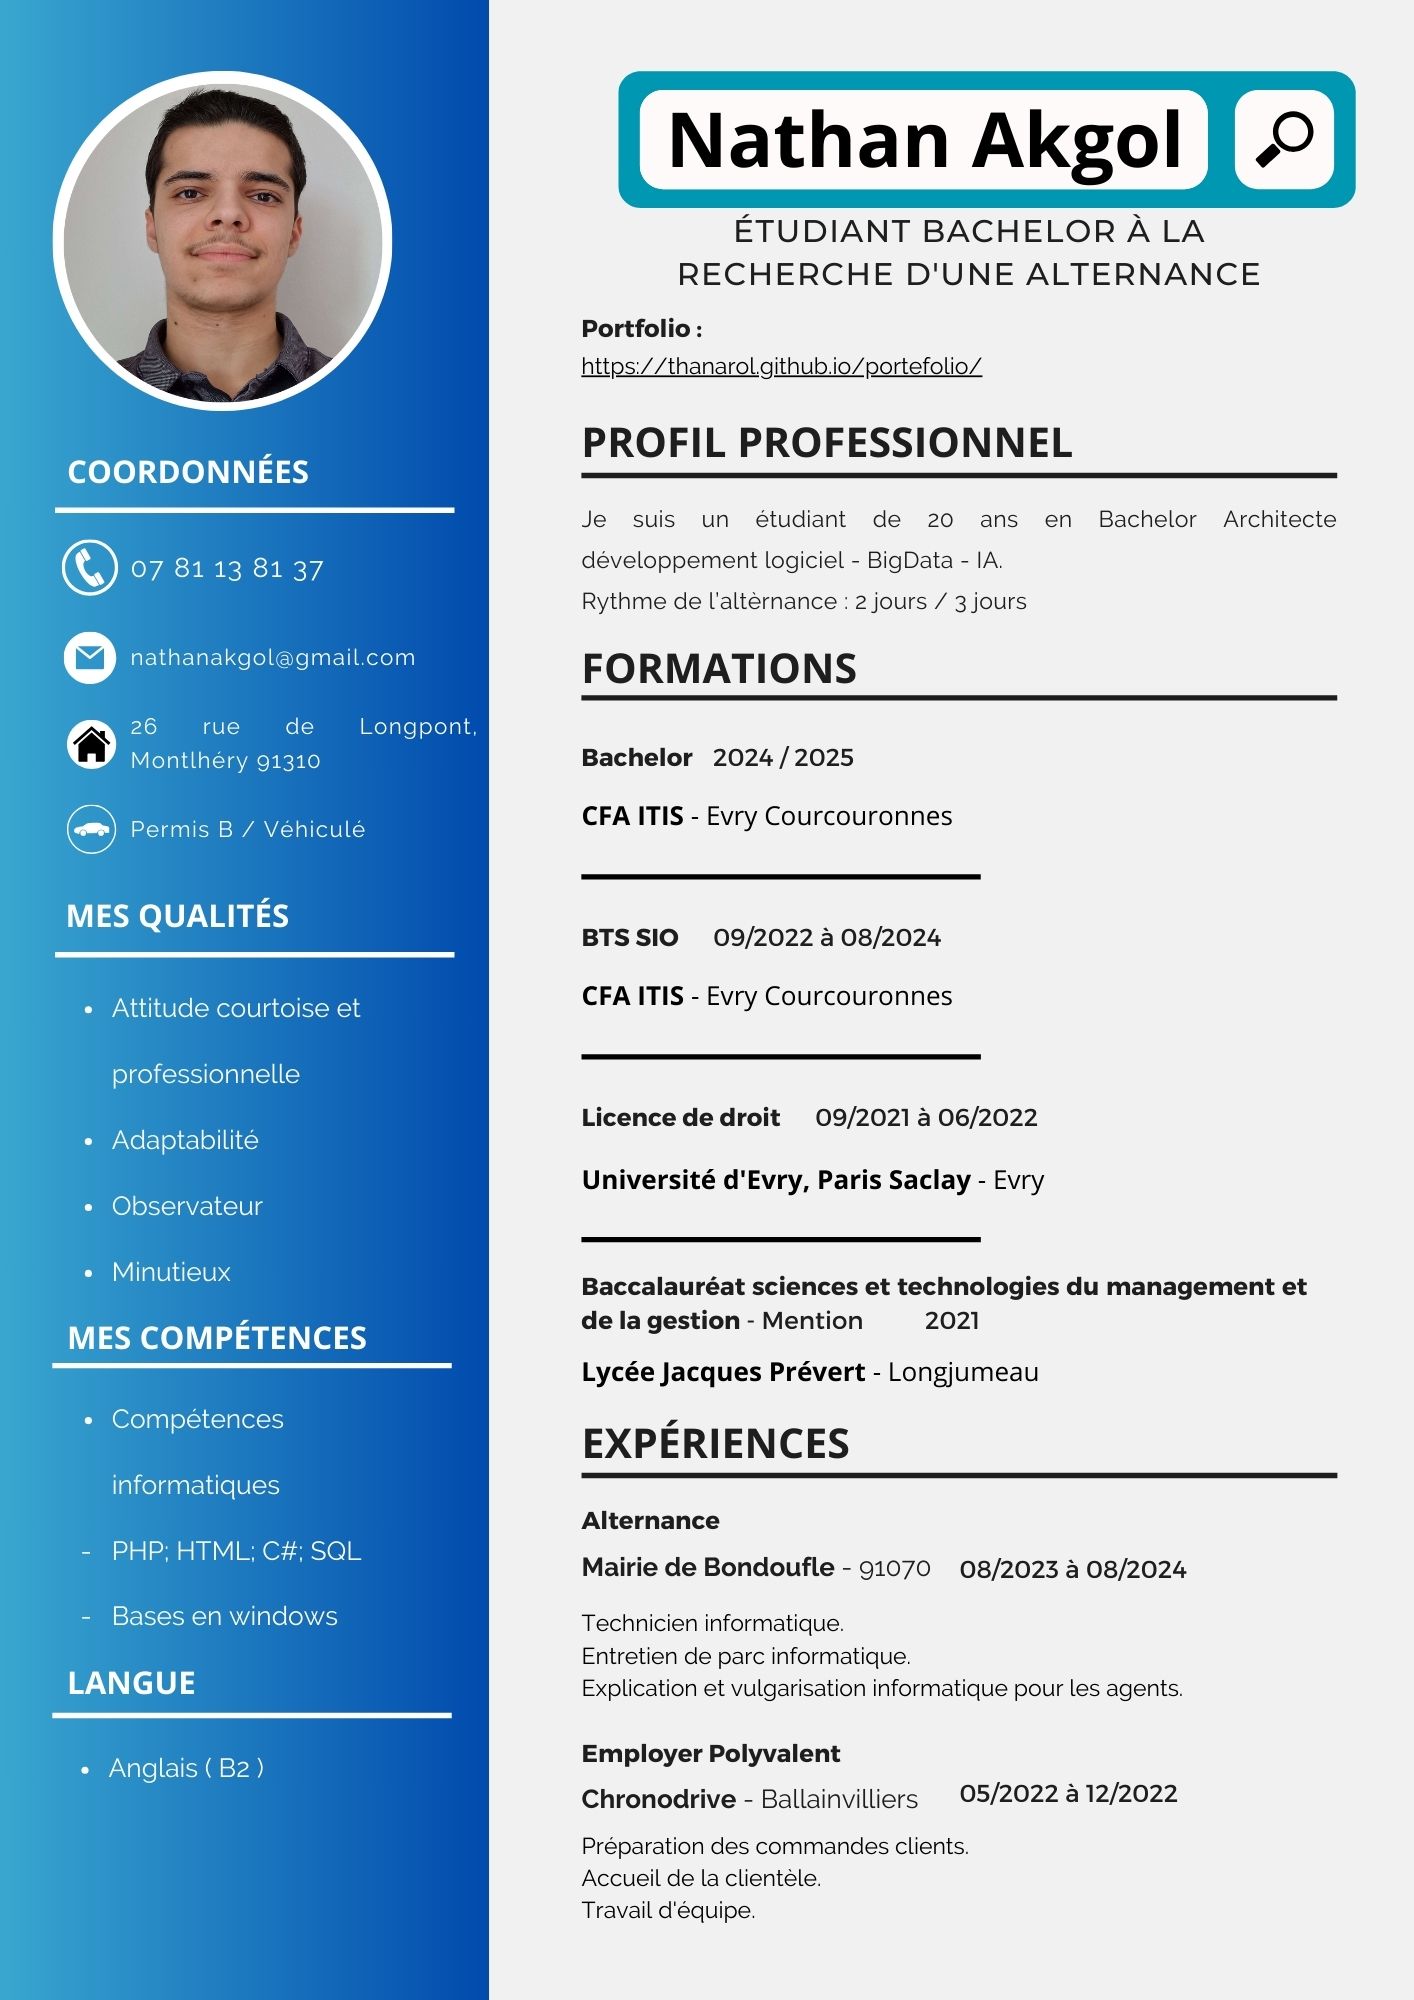 Nathan Akgol
ÉTUDIANT BACHELOR À LA
RECHERCHE D'UNE ALTERNANCE
Portfolio :
https://thanarol.github.io/portefolio/
COORDONNÉES
07 81 13 81 37
nathanakgol@gmail.com
26 rue de Longpont,
Montlhéry 91310
Permis B / Véhiculé
MES QUALITÉS
• Attitude courtoise et
professionnelle
• Adaptabilité
• Observateur
• Minutieux
MES COMPÉTENCES
• Compétences
informatiques
- PHP; HTML; C#; SQL
- Bases en windows
LANGUE
• Anglais ( B2 )
PROFIL PROFESSIONNEL
Je suis un étudiant de 20 ans en Bachelor Architecte
développement logiciel - BigData - IA.
Rythme de l'altèrnance : 2 jours / 3 jours
FORMATIONS
Bachelor 2024 / 2025
CFA ITIS - Evry Courcouronnes
BTS SIO 09/2022 à 08/2024
CFA ITIS - Evry Courcouronnes
Licence de droit 09/2021 à 06/2022
Université d'Evry, Paris Saclay - Evry
Baccalauréat sciences et technologies du management et
de la gestion - Mention 2021
Lycée Jacques Prévert - Longjumeau
EXPÉRIENCES
Alternance
Mairie de Bondoufle - 91070 08/2023 à 08/2024
Technicien informatique.
Entretien de parc informatique.
Explication et vulgarisation informatique pour les agents.
Employer Polyvalent
Chronodrive - Ballainvilliers 05/2022 à 12/2022
Préparation des commandes clients.
Accueil de la clientèle.
Travail d'équipe.